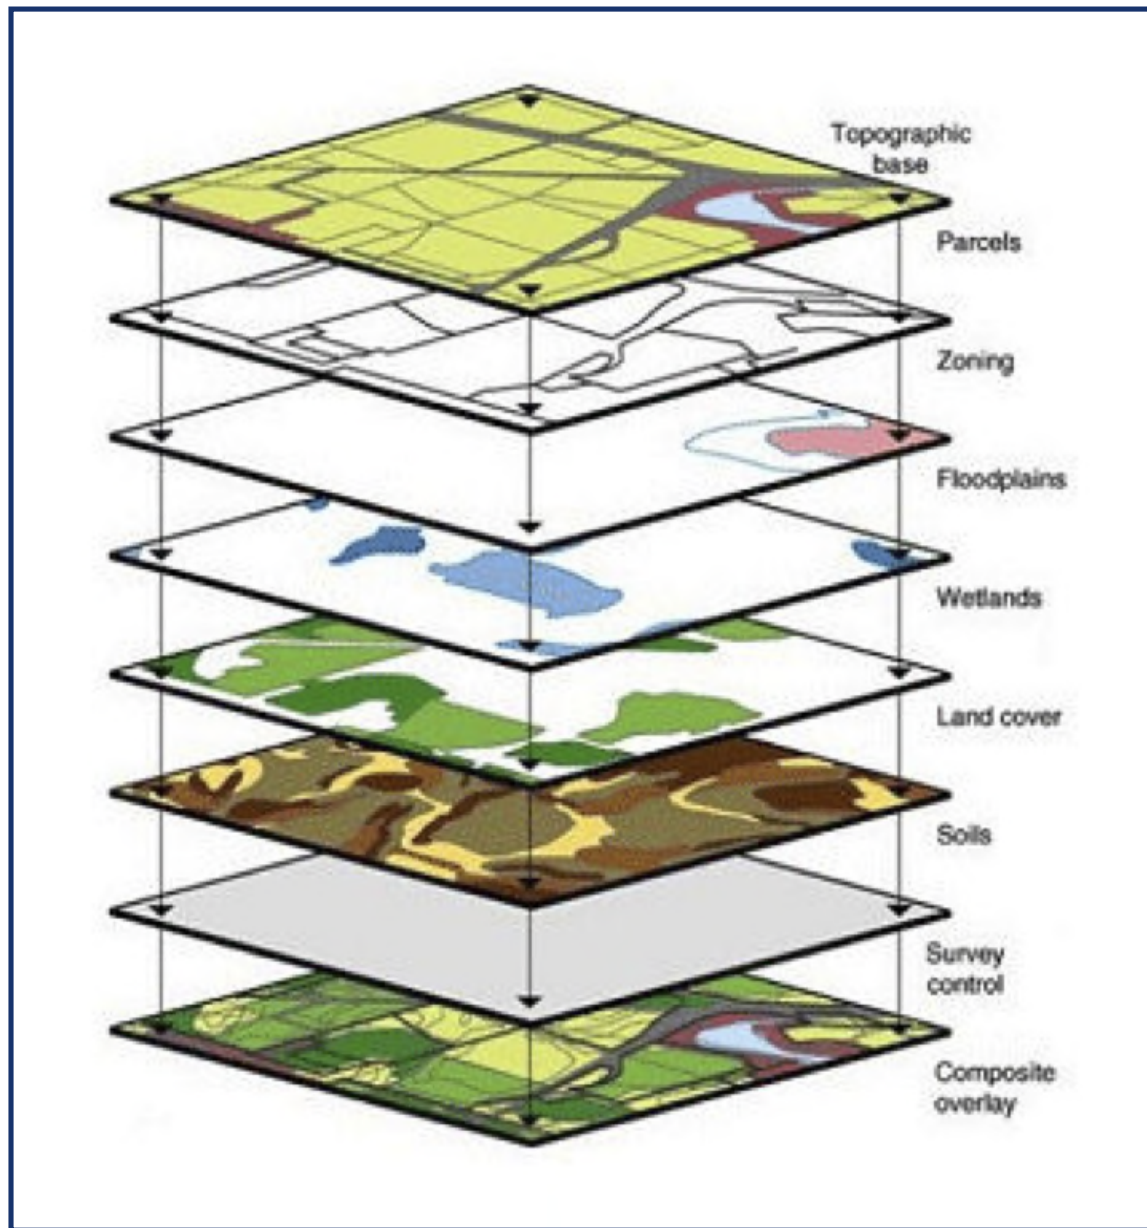 Topographic
base
Parcels
Zoning
Floodplains
Wetlands
Land cover
Soils
Survey
control
Composite
overlay